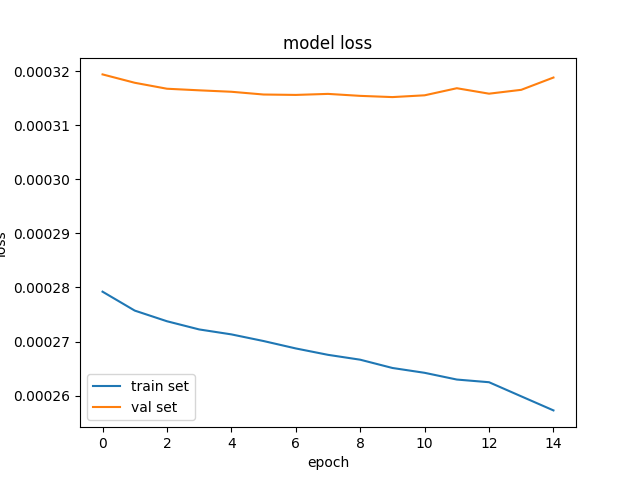 model loss
0.00032
0.00031
0.00030
0.00029
0.00028
0.00027
0.00026
loss
train set
val set
0 2 4 6 8 10 12 14
epoch